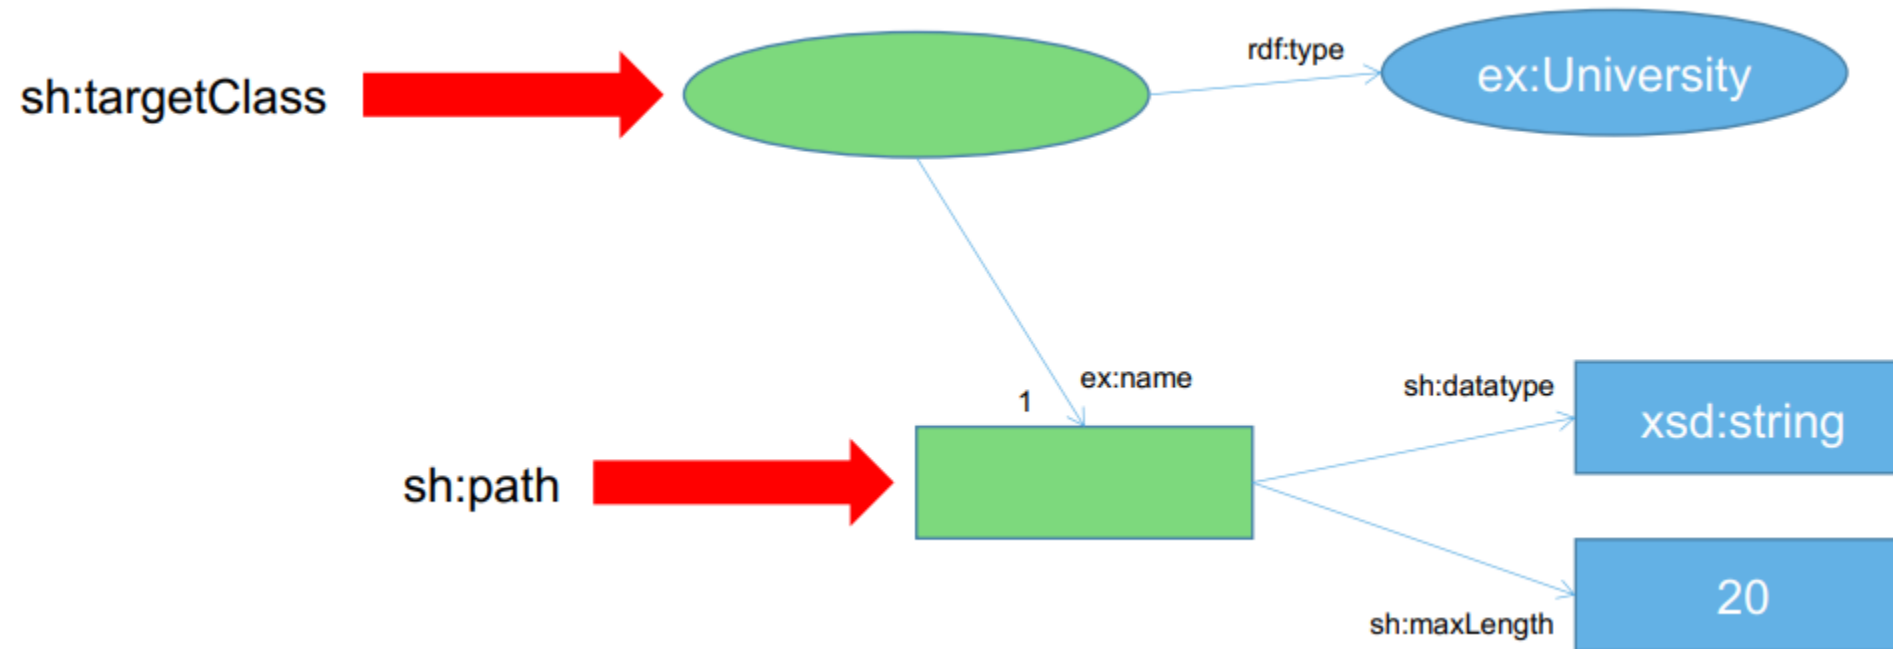 rdf:type
ex:University
sh:targetClass
ex:name
1
sh:datatype
xsd:string
sh:path
20
sh:maxLength